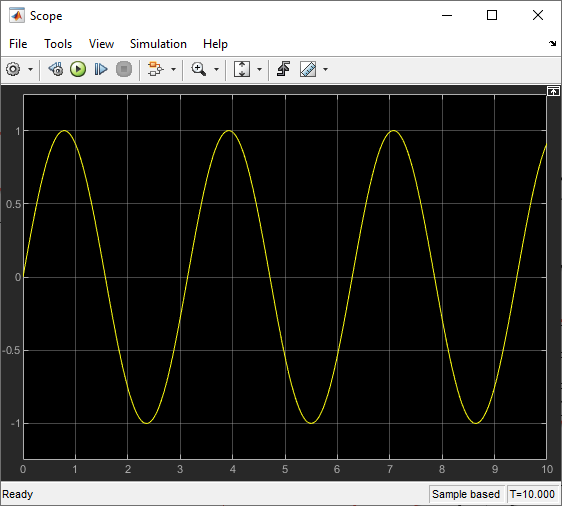 Scope
File Tools View Simulation Help
1
0.5
0
-0.5
-1
0 1 2 3 4 5 6 7 8 9 10
Ready Sample based T=10.000